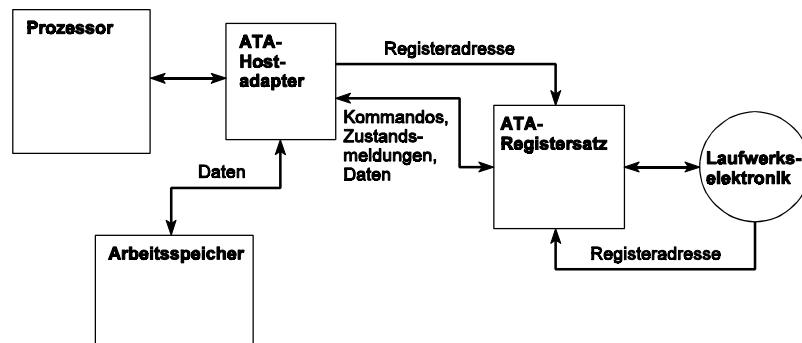 Prozessor
ATA-
Host-
adapter
Registeradresse
Kommandos,
Zustands-
meldungen,
Daten
ATA-
Registersatz
Laufwerks-
elektronik
Daten
Arbeitsspeicher
Registeradresse